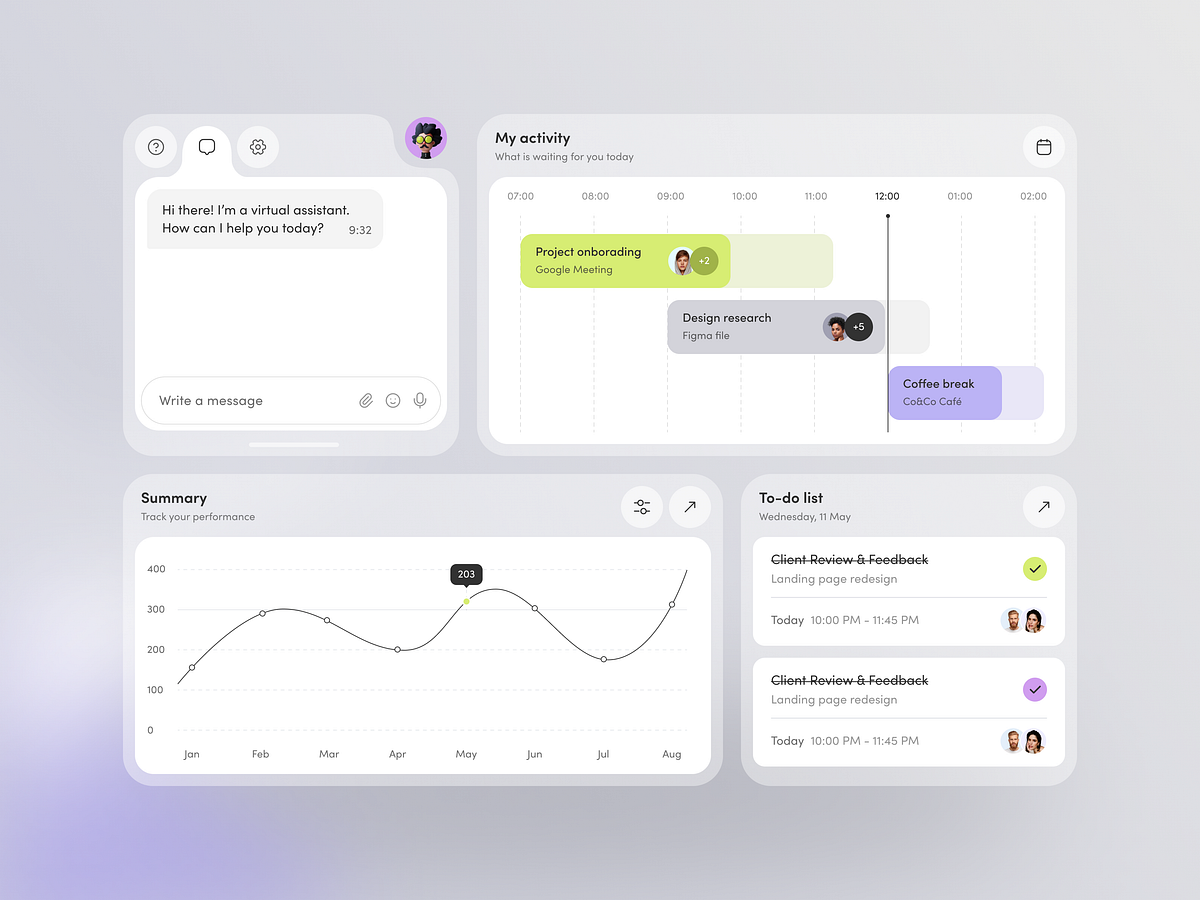 Hi there! I’m a virtual assistant.
How can I help you today?
9:32
Write a message
My activity
What is waiting for you today
07:00 08:00 09:00 10:00 11:00 12:00 01:00 02:00
Project onborading
Google Meeting
+2
Design research
Figma file
+5
Coffee break
Co&Co Café
Summary
Track your performance
400
300
200
100
0
203
Jan Feb Mar Apr May Jun Jul Aug
To-do list
Wednesday, 11 May
Client Review & Feedback
Landing page redesign
Today 10:00 PM - 11:45 PM
Client Review & Feedback
Landing page redesign
Today 10:00 PM - 11:45 PM